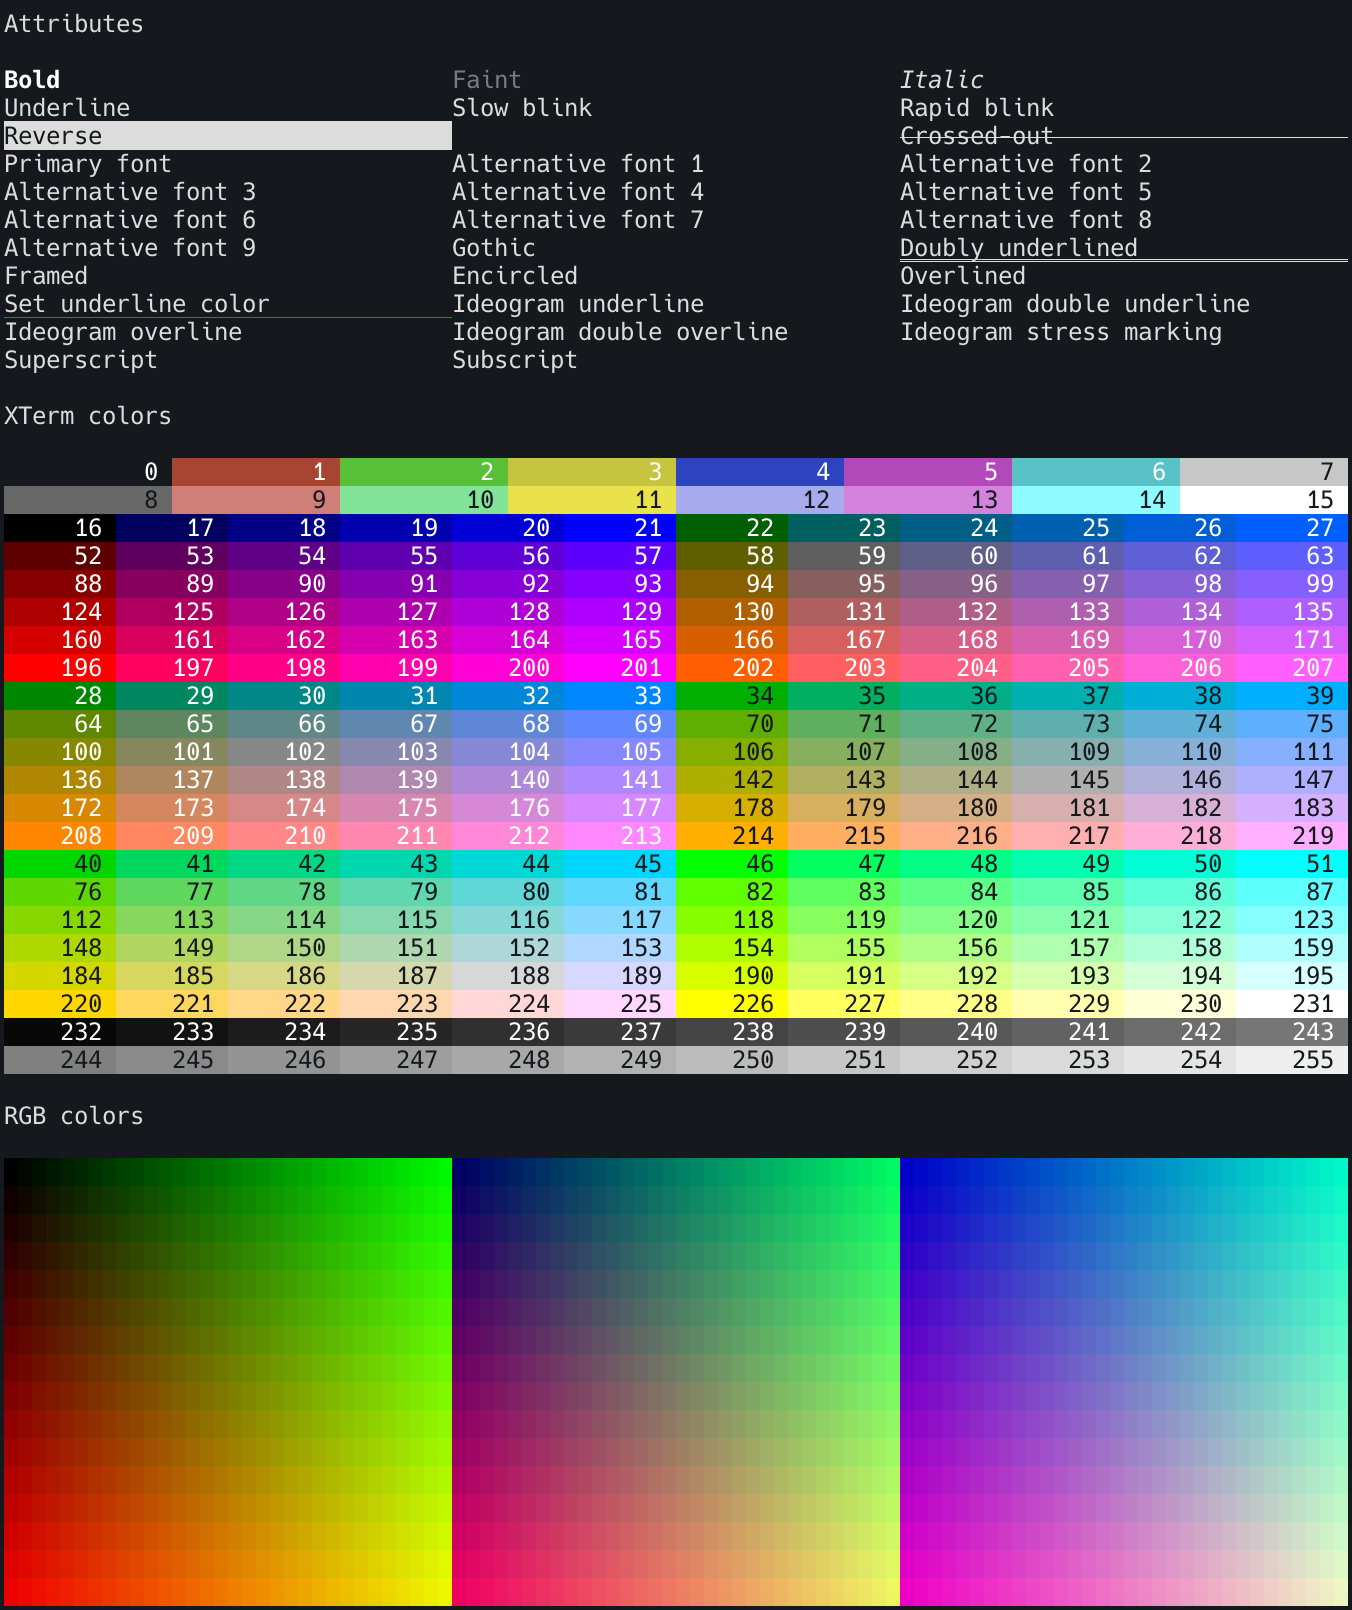 Attributes
Bold Faint Italic
Underline Slow blink Rapid blink
Reverse Crossed-out
Primary font Alternative font 1 Alternative font 2
Alternative font 3 Alternative font 4 Alternative font 5
Alternative font 6 Alternative font 7 Alternative font 8
Alternative font 9 Gothic Doubly underlined
Framed Encircled Overlined
Set underline color Ideogram underline Ideogram double underline
Ideogram overline Ideogram double overline Ideogram stress marking
Superscript Subscript
XTerm colors
0 1 2 3 4 5 6 7
8 9 10 11 12 13 14 15
16 17 18 19 20 21 22 23 24 25 26 27
52 53 54 55 56 57 58 59 60 61 62 63
88 89 90 91 92 93 94 95 96 97 98 99
124 125 126 127 128 129 130 131 132 133 134 135
160 161 162 163 164 165 166 167 168 169 170 171
196 197 198 199 200 201 202 203 204 205 206 207
28 29 30 31 32 33 34 35 36 37 38 39
64 65 66 67 68 69 70 71 72 73 74 75
100 101 102 103 104 105 106 107 108 109 110 111
136 137 138 139 140 141 142 143 144 145 146 147
172 173 174 175 176 177 178 179 180 181 182 183
208 209 210 211 212 213 214 215 216 217 218 219
40 41 42 43 44 45 46 47 48 49 50 51
76 77 78 79 80 81 82 83 84 85 86 87
112 113 114 115 116 117 118 119 120 121 122 123
148 149 150 151 152 153 154 155 156 157 158 159
184 185 186 187 188 189 190 191 192 193 194 195
220 221 222 223 224 225 226 227 228 229 230 231
232 233 234 235 236 237 238 239 240 241 242 243
244 245 246 247 248 249 250 251 252 253 254 255
RGB colors